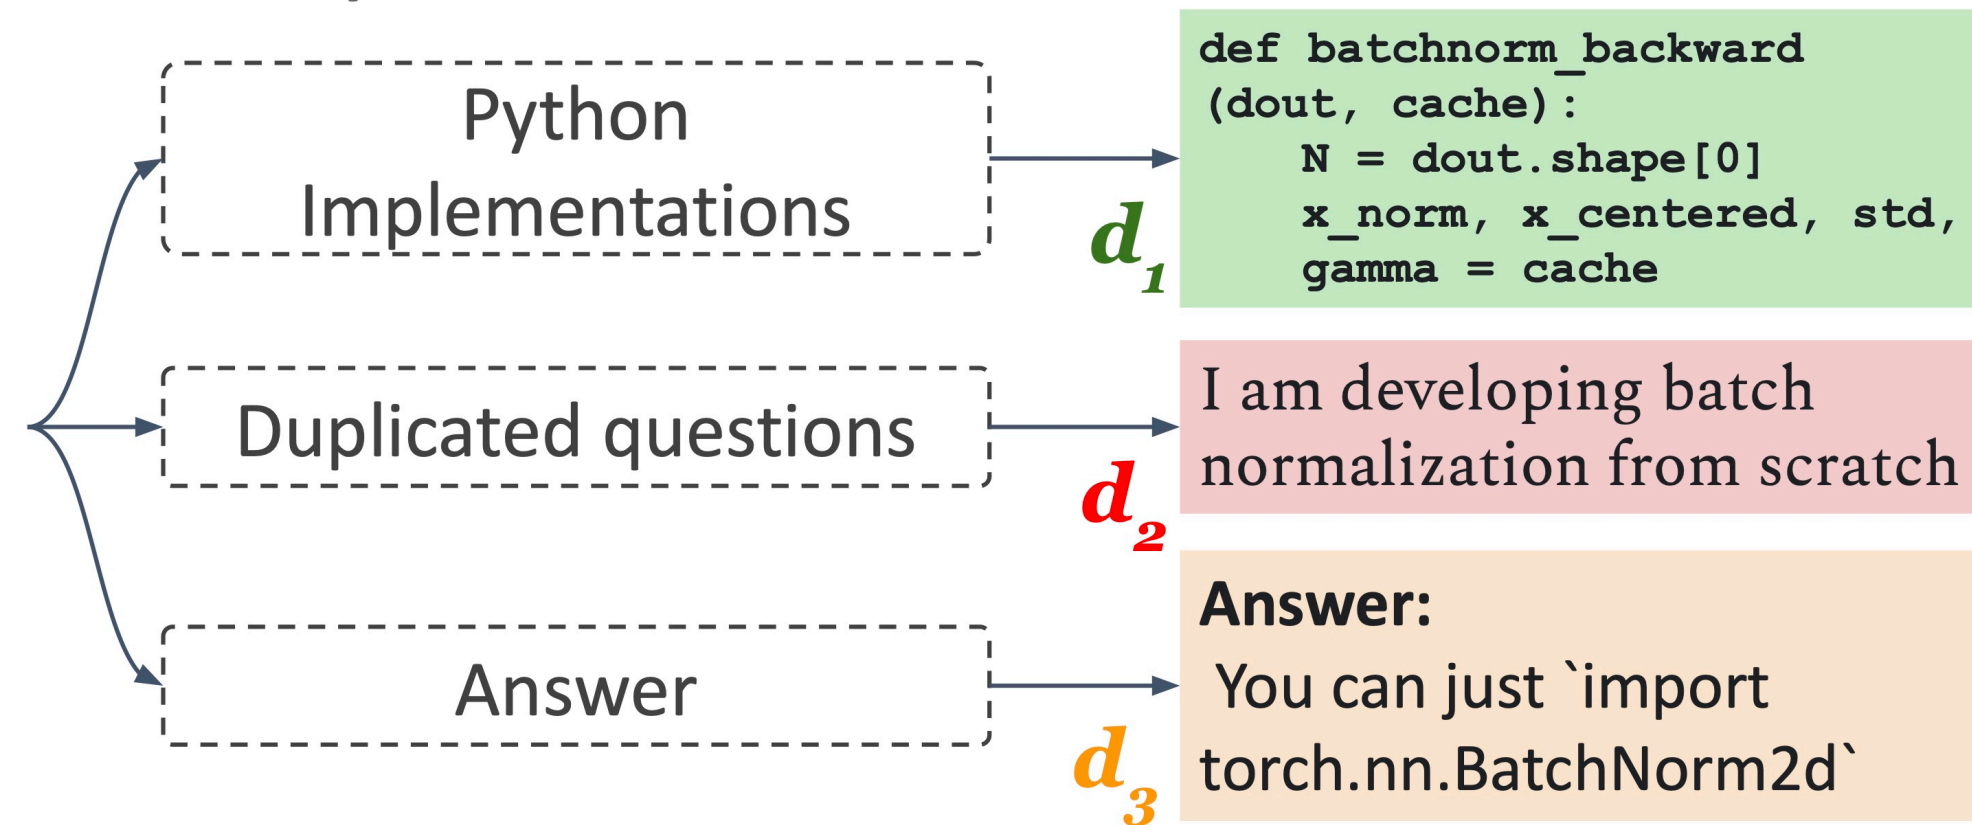 Python
Implementations
d1
def batchnorm_backward
(dout, cache):
N = dout.shape[0]
x_norm, x_centered, std,
gamma = cache
Duplicated questions
d2
I am developing batch
normalization from scratch
Answer
d3
Answer:
You can just `import
torch.nn.BatchNorm2d`